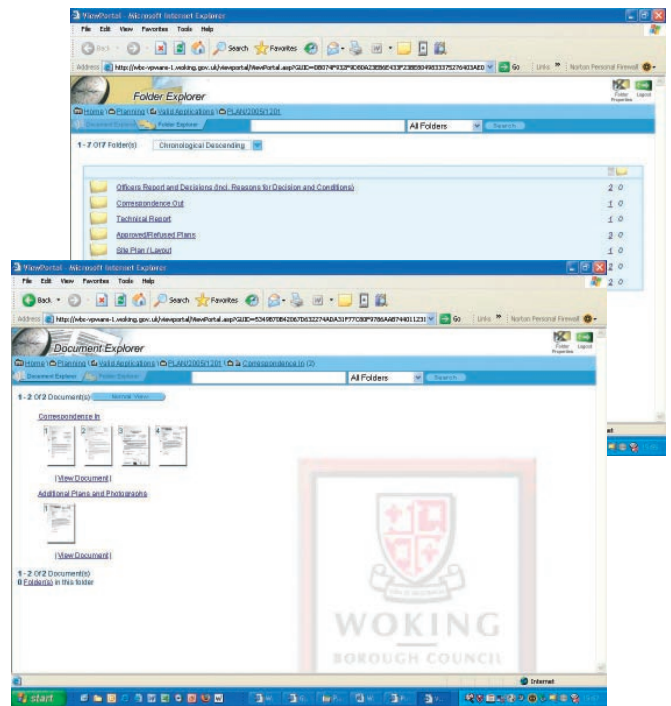 ViewPortal - Microsoft Internet Explorer
File Edit View Favorites Tools Help
Back Search Favorites
Address Go Links » Norton Personal Firewall
Folder Explorer
Folder Properties Logout
Home Planning Valid Applications PLAN/2005/1201
Document Explorer Folder Explorer All Folders Search
1 - 7 Of 7 Folder(s) Chronological Descending
Officers Report and Decisions (Incl. Reasons for Decision and Conditions) 2 0
Correspondence Out 1 0
Technical Report 1 0
Approved/Refused Plans 0
Site Plan / Layout 1 0
2 0
2 0
ViewPortal - Microsoft Internet Explorer
File Edit View Favorites Tools Help
Back Search Favorites
Address Go Links » Norton Personal Firewall
Document Explorer
Folder Properties Logout
Home Planning Valid Applications PLAN/2005/1201 Correspondence In (2)
Document Explorer Folder Explorer All Folders Search
1 - 2 Of 2 Document(s)
Correspondence In
1 2 3 4
[View Document]
Additional Plans and Photographs
1
[View Document]
1 - 2 Of 2 Document(s)
0 Folder(s) in this folder
WOKING
BOROUGH COUNCIL
Internet
start